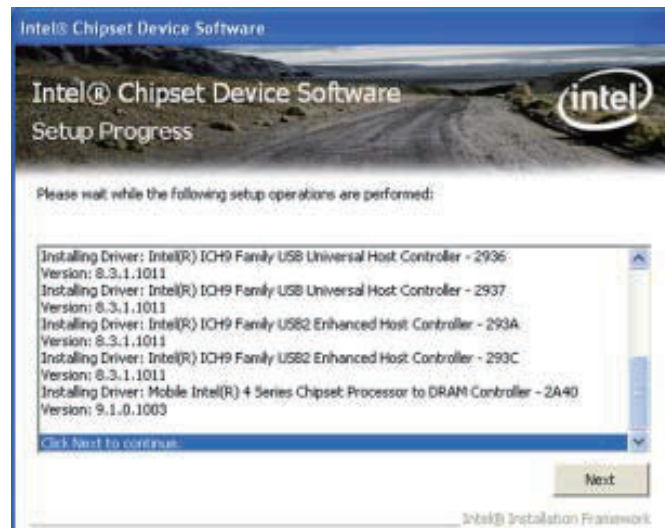 Intel® Chipset Device Software
Intel® Chipset Device Software
intel
Setup Progress
Please wait while the following setup operations are performed:
Installing Driver: Intel(R) ICH9 Family USB Universal Host Controller - 2936
Version: 8.3.1.1011
Installing Driver: Intel(R) ICH9 Family USB Universal Host Controller - 2937
Version: 8.3.1.1011
Installing Driver: Intel(R) ICH9 Family USB2 Enhanced Host Controller - 293A
Version: 8.3.1.1011
Installing Driver: Intel(R) ICH9 Family USB2 Enhanced Host Controller - 293C
Version: 8.3.1.1011
Installing Driver: Mobile Intel(R) 4 Series Chipset Processor to DRAM Controller - 2A40
Version: 9.1.0.1003
Click Next to continue.
Next
Intel® Installation Framework